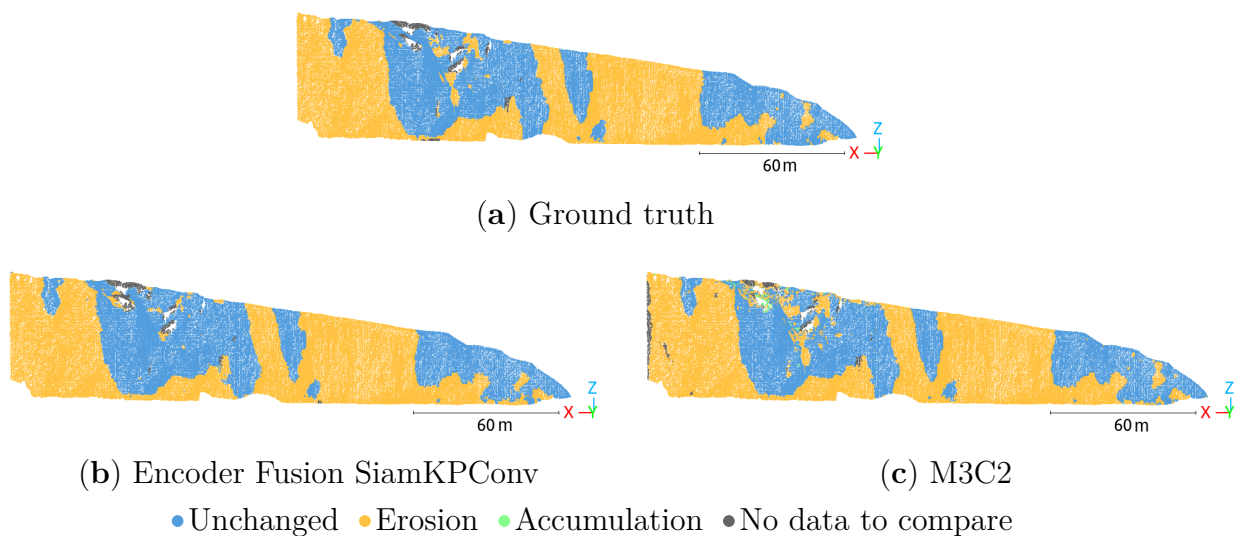 Z
X Y
60 m
(a) Ground truth
Z
X Y
60 m
Z
X Y
60 m
(b) Encoder Fusion SiamKPConv
(c) M3C2
Unchanged Erosion Accumulation No data to compare